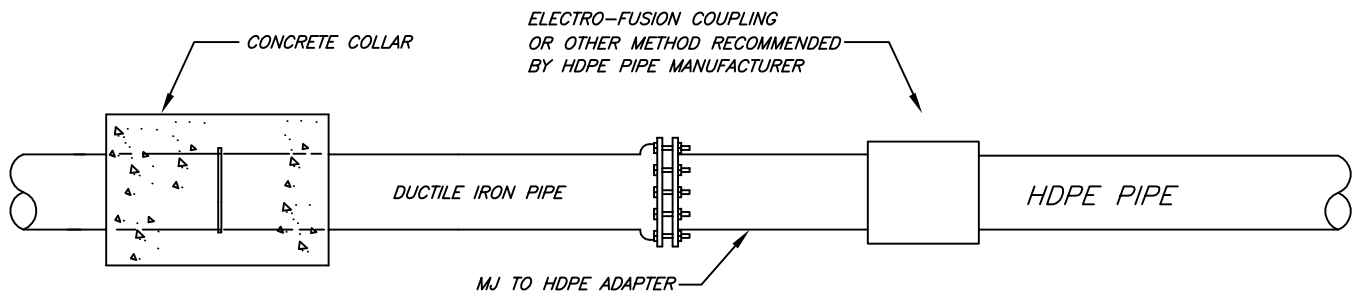 ELECTRO-FUSION COUPLING
OR OTHER METHOD RECOMMENDED
BY HDPE PIPE MANUFACTURER
CONCRETE COLLAR
DUCTILE IRON PIPE
HDPE PIPE
MJ TO HDPE ADAPTER